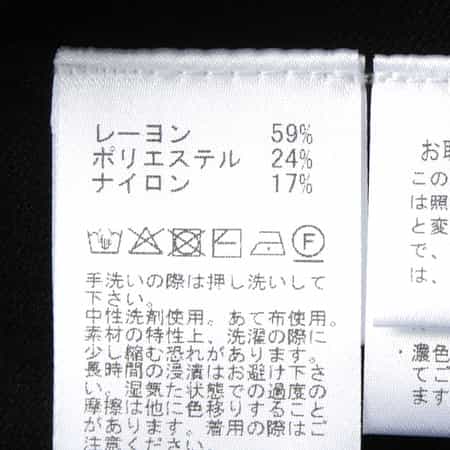 レーヨン 59%
ポリエステル 24%
ナイロン 17%
F
手洗いの際は押し洗いして
下さい。
中性洗剤使用。あて布使用。
素材の特性上、洗濯の際に
少し縮む恐れがあります。
長時間の浸漬はお避け下さ
い。湿気た状態での過度の
摩擦は他に色移りすること
があります。着用の際はご
注意ください。
お取
この
は照
と変
で、
は、
・濃色
てご
ます